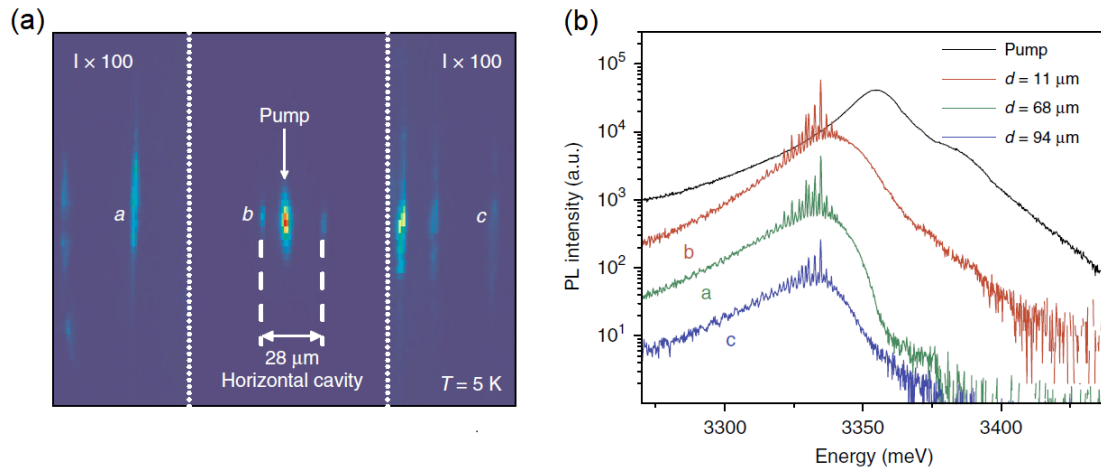 (a)
I × 100
I × 100
Pump
a
b
c
28 μm
Horizontal cavity
T = 5 K
(b)
PL intensity (a.u.)
10⁵
10⁴
10³
10²
10¹
Pump
d = 11 μm
d = 68 μm
d = 94 μm
b
a
c
3300
3350
3400
Energy (meV)